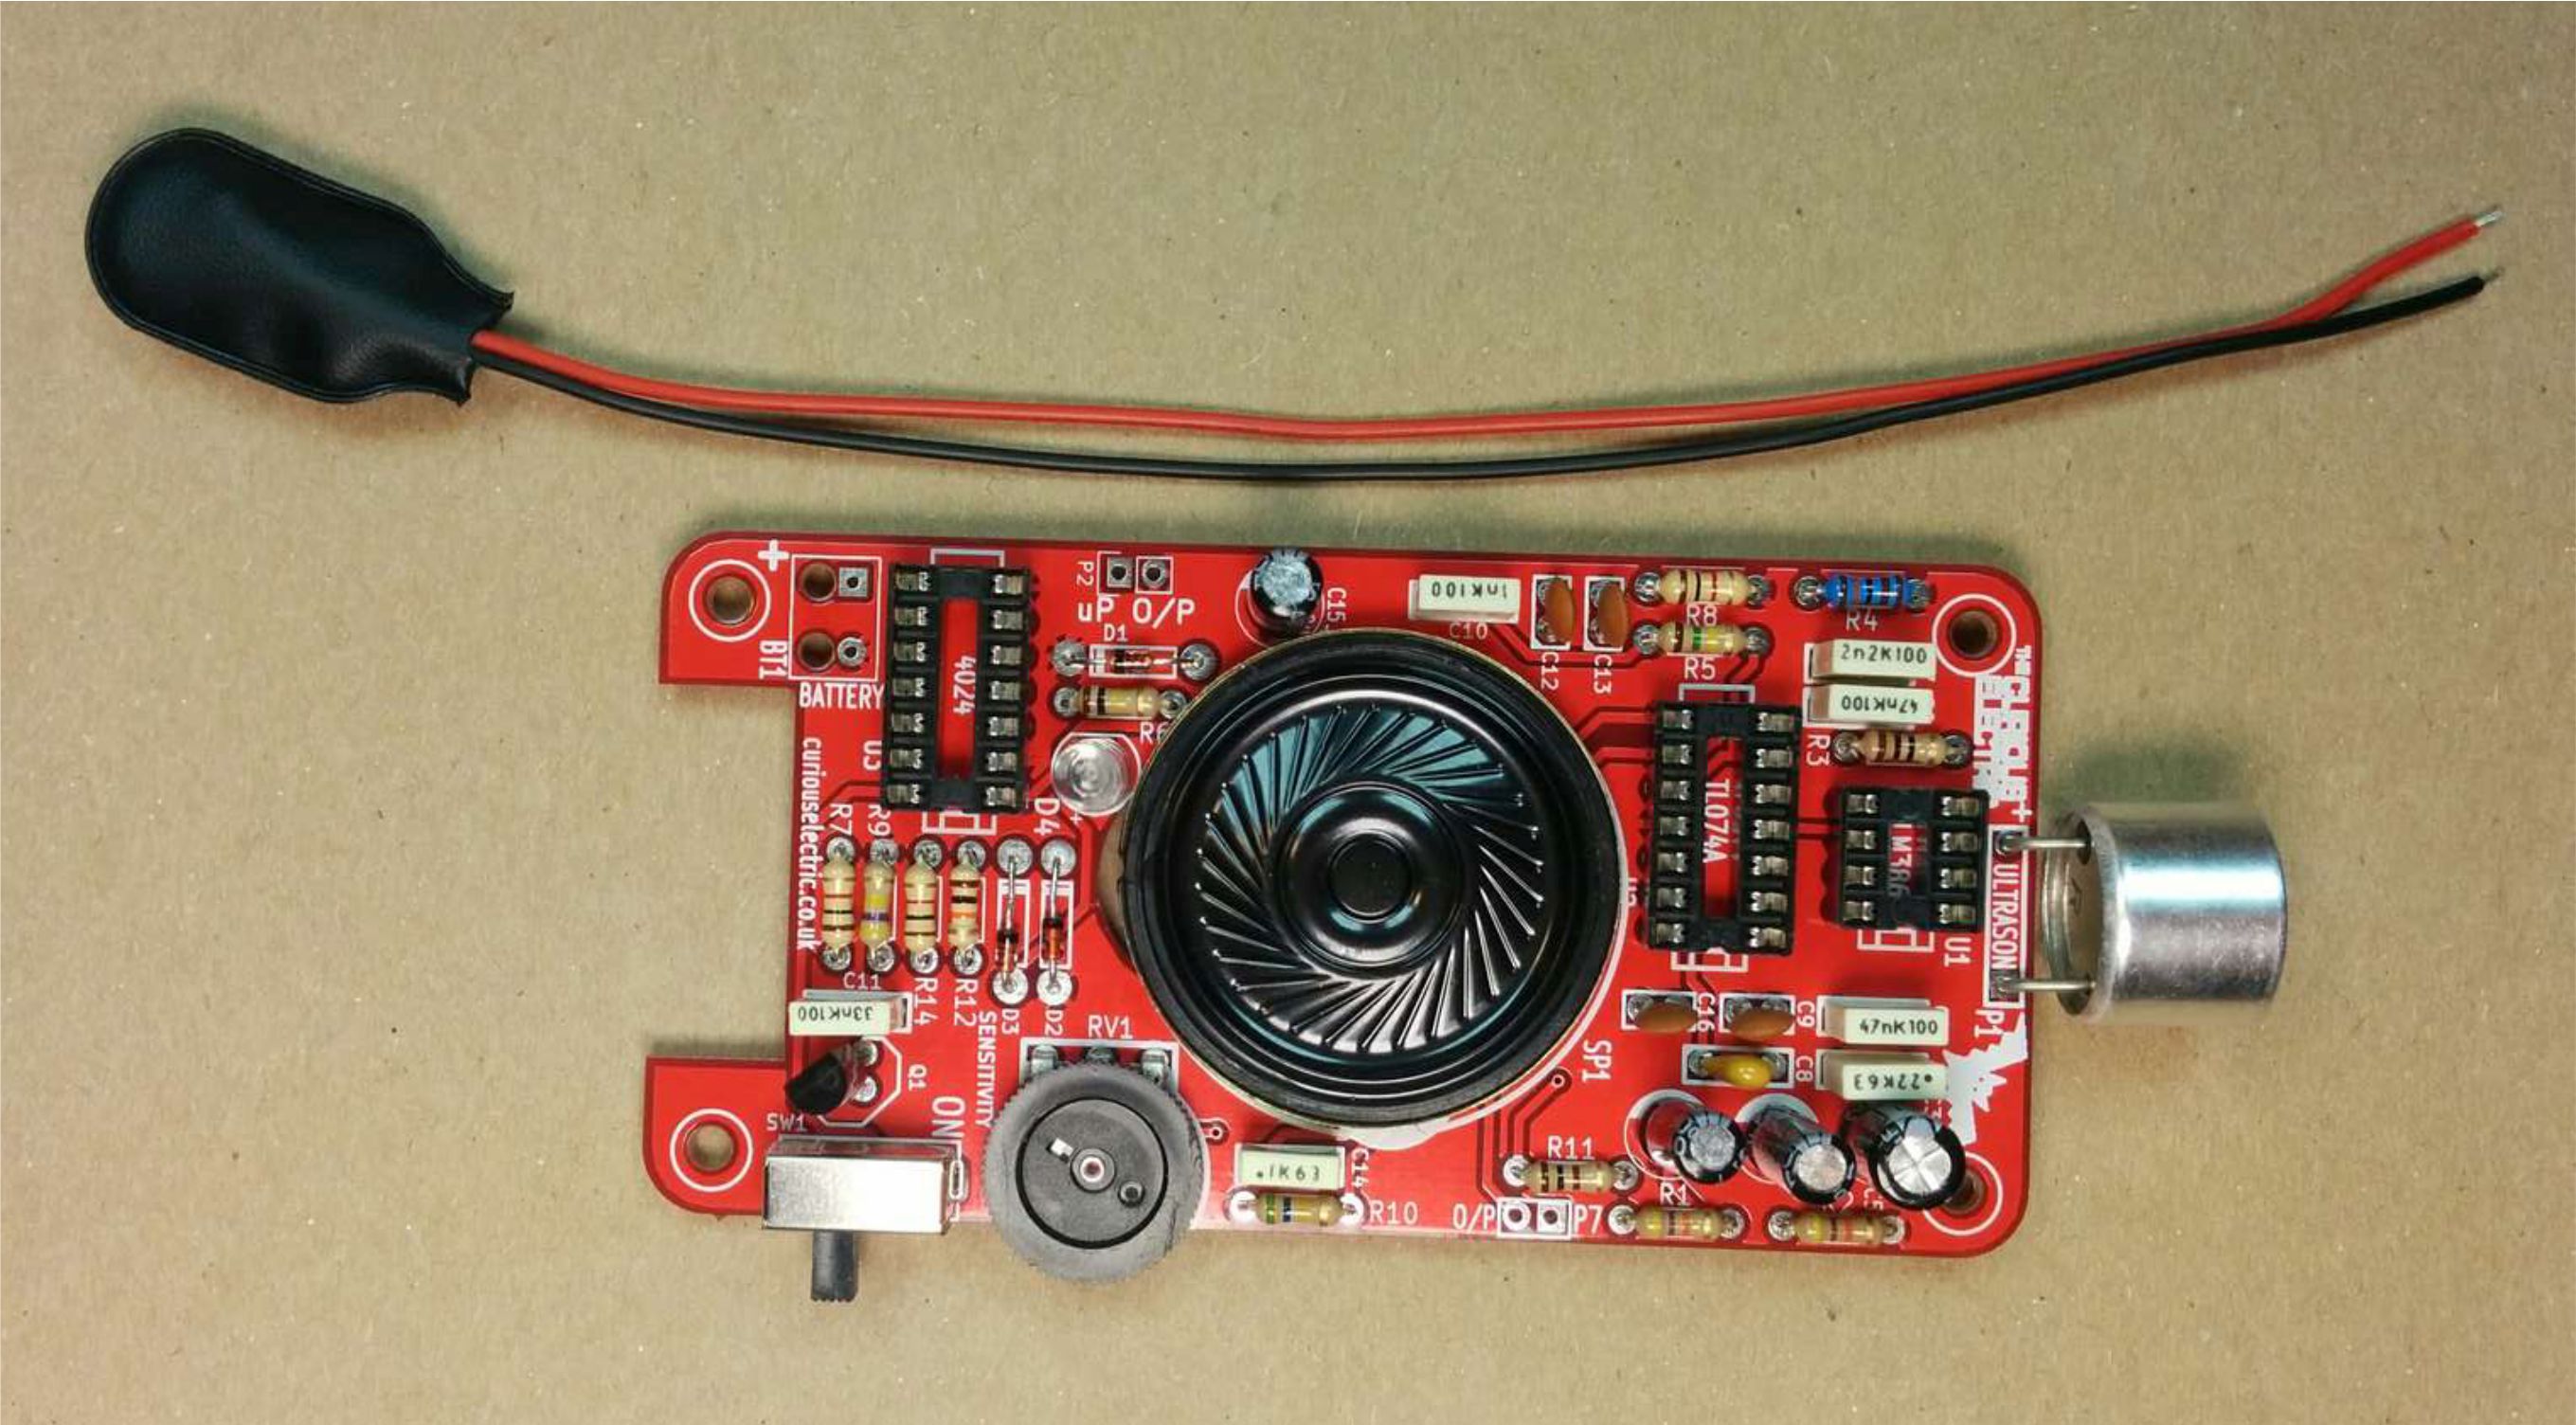 +
BT1
BATTERY
curiouselectric.co.uk
4024
U3
P2
uP O/P
D1
C15
1nK100
C10
C12
C13
R8
R5
R4
2n2K100
47nK100
R3
TL074A
U1
ULTRASON
P1
D4
R7
R9
C11
33nK100
R14
R12
D3
D2
SENSITIVITY
RV1
Q1
SW1
ON
SP1
C16
C9
47nK100
C8
.22K63
.1K63
C14
R10
R11
O/P
P7
R1